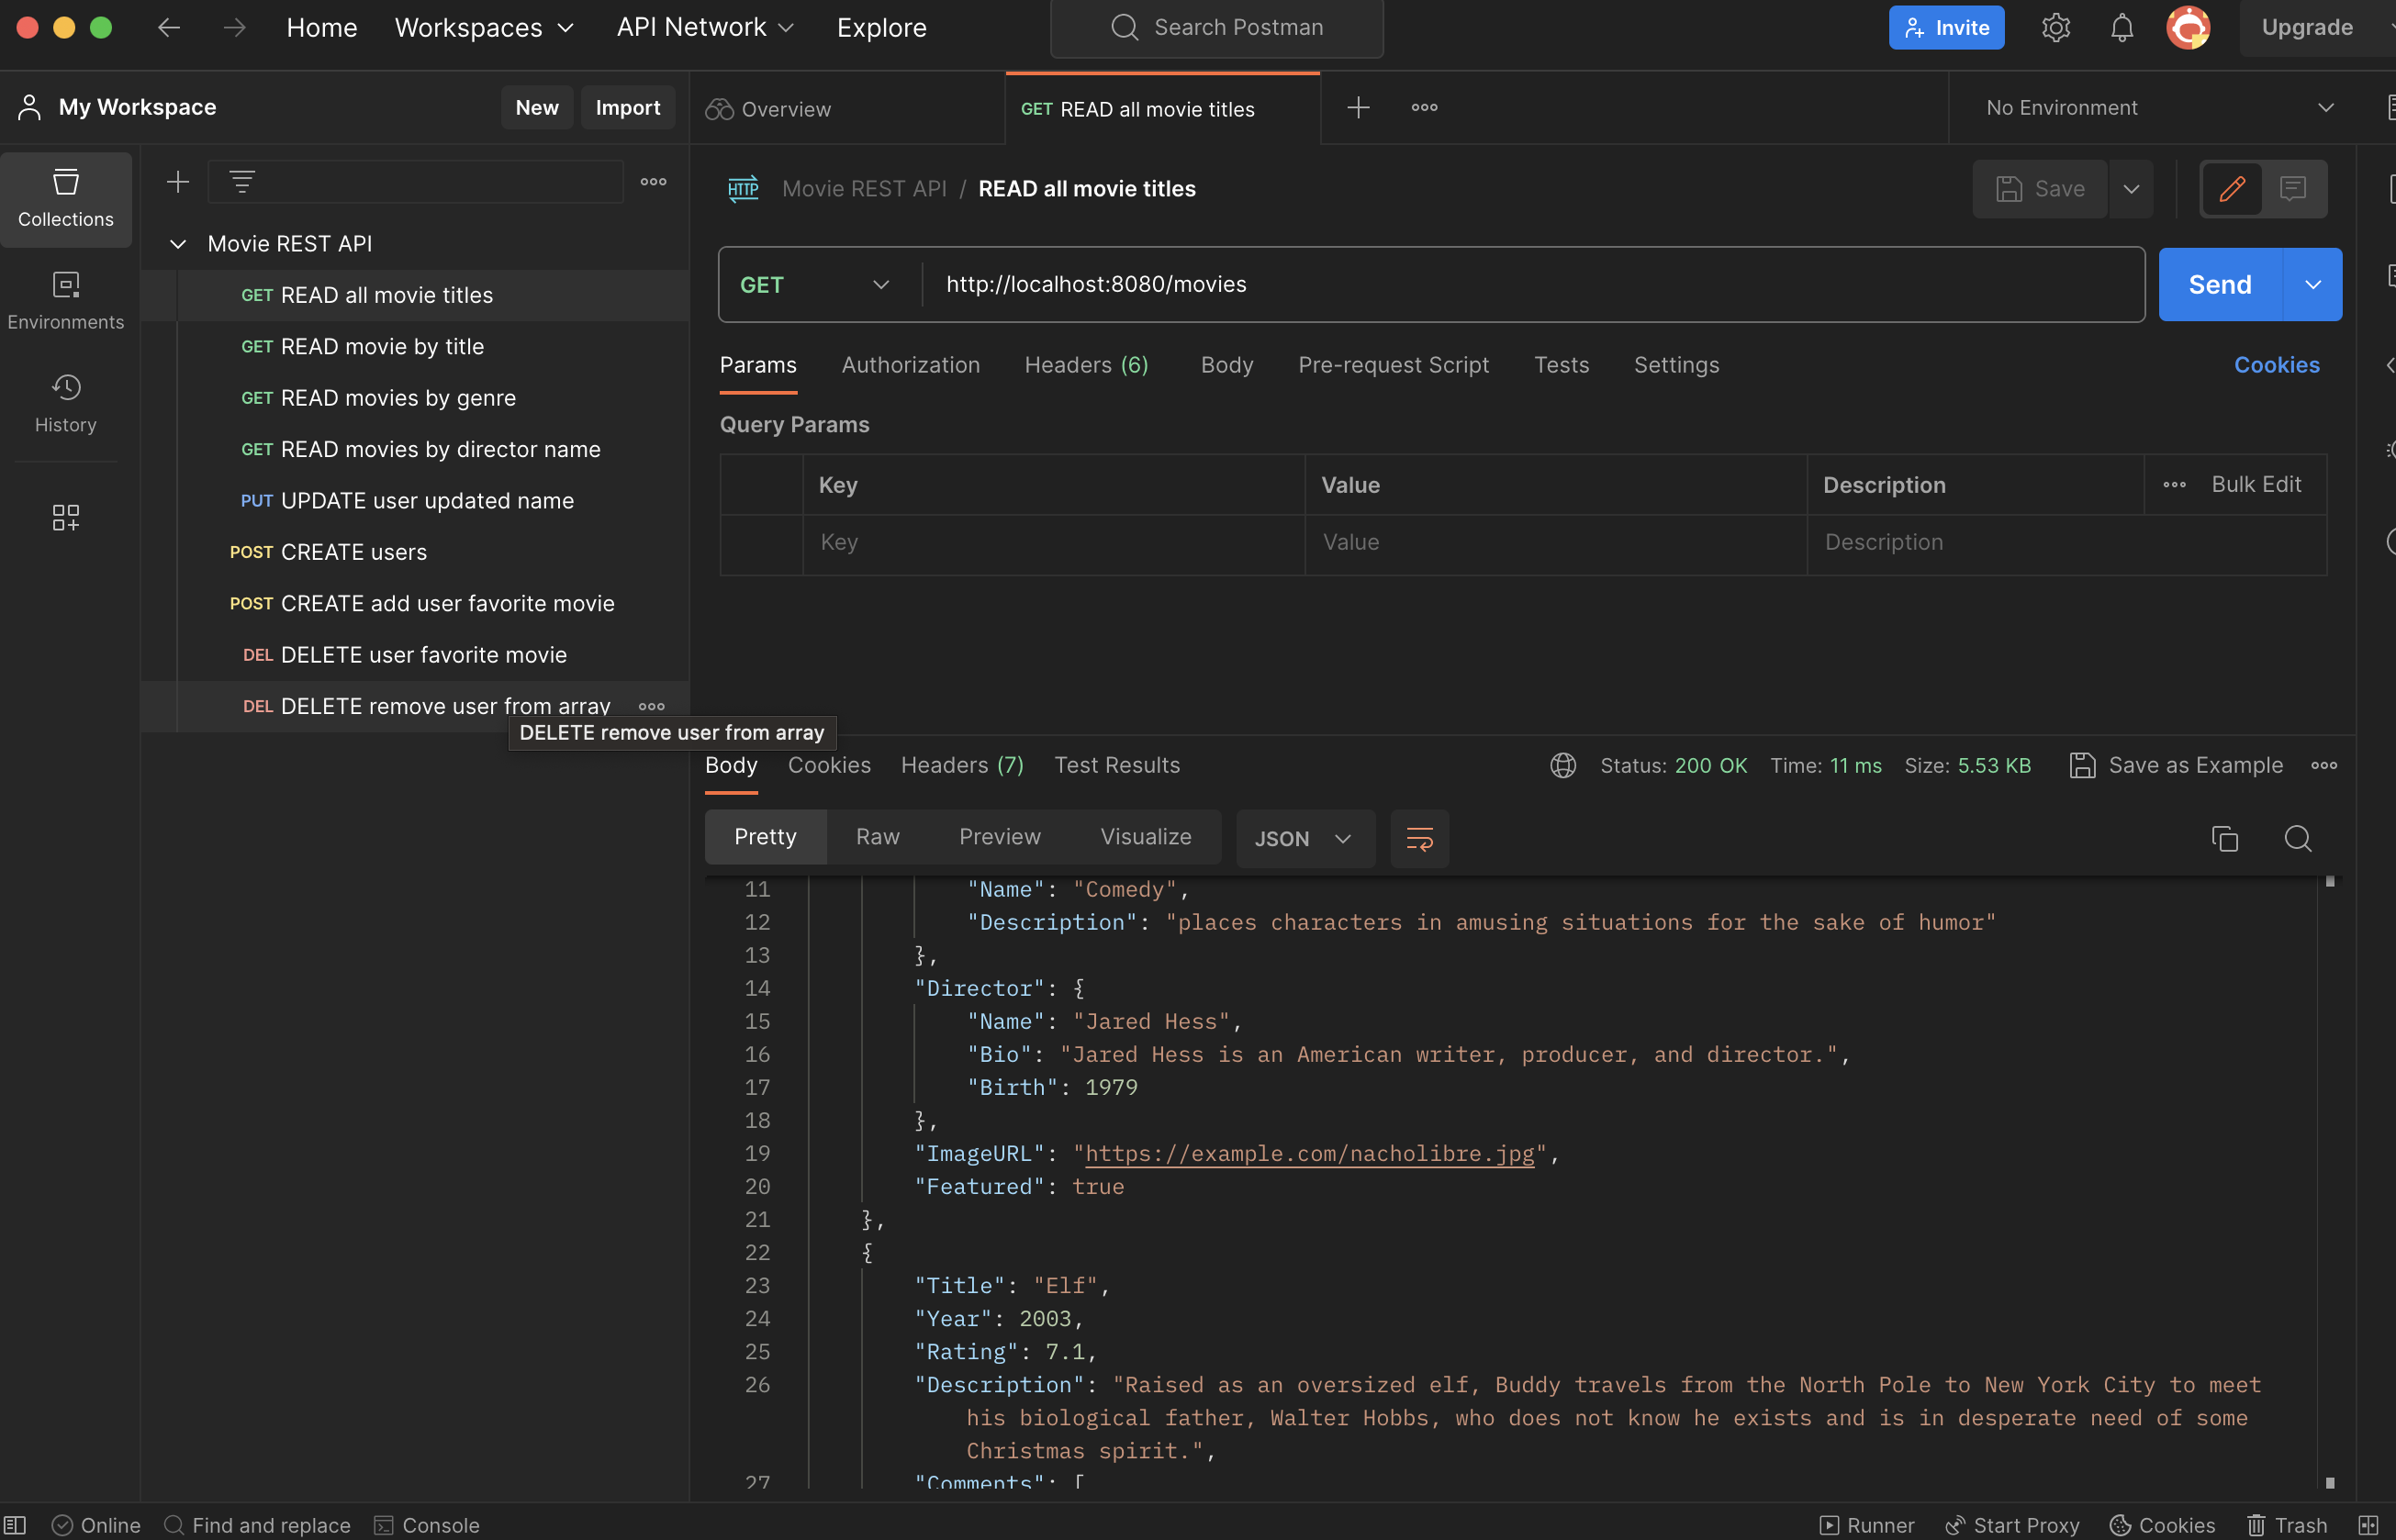 Home Workspaces API Network Explore Search Postman Invite Upgrade
My Workspace New Import
Overview GET READ all movie titles No Environment
Collections
Environments
History
Movie REST API
GET READ all movie titles
GET READ movie by title
GET READ movies by genre
GET READ movies by director name
PUT UPDATE user updated name
POST CREATE users
POST CREATE add user favorite movie
DEL DELETE user favorite movie
DEL DELETE remove user from array
DELETE remove user from array
HTTP Movie REST API / READ all movie titles Save
GET http://localhost:8080/movies Send
Params Authorization Headers (6) Body Pre-request Script Tests Settings Cookies
Query Params
Key Value Description Bulk Edit
Key Value Description
Body Cookies Headers (7) Test Results Status: 200 OK Time: 11 ms Size: 5.53 KB Save as Example
Pretty Raw Preview Visualize JSON
11 "Name": "Comedy",
12 "Description": "places characters in amusing situations for the sake of humor"
13 },
14 "Director": {
15 "Name": "Jared Hess",
16 "Bio": "Jared Hess is an American writer, producer, and director.",
17 "Birth": 1979
18 },
19 "ImageURL": "https://example.com/nacholibre.jpg",
20 "Featured": true
21 },
22 {
23 "Title": "Elf",
24 "Year": 2003,
25 "Rating": 7.1,
26 "Description": "Raised as an oversized elf, Buddy travels from the North Pole to New York City to meet
his biological father, Walter Hobbs, who does not know he exists and is in desperate need of some
Christmas spirit.",
27 "Comments": [
Online Find and replace Console Runner Start Proxy Cookies Trash